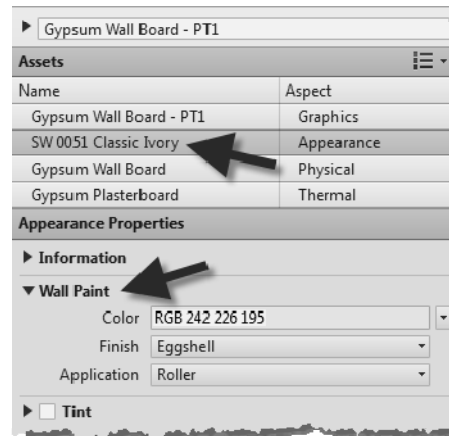 Gypsum Wall Board - PT1
Assets
Name Aspect
Gypsum Wall Board - PT1 Graphics
SW 0051 Classic Ivory Appearance
Gypsum Wall Board Physical
Gypsum Plasterboard Thermal
Appearance Properties
Information
Wall Paint
Color RGB 242 226 195
Finish Eggshell
Application Roller
Tint